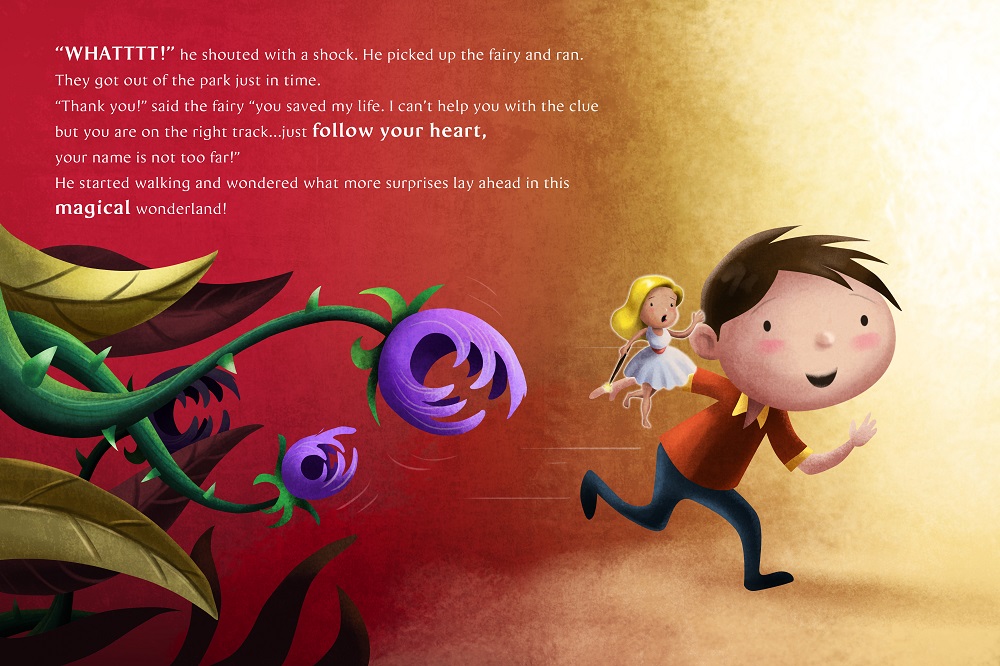 “WHATTTT!” he shouted with a shock. He picked up the fairy and ran.
They got out of the park just in time.
“Thank you!” said the fairy “you saved my life. I can’t help you with the clue
but you are on the right track...just follow your heart,
your name is not too far!”
He started walking and wondered what more surprises lay ahead in this
magical wonderland!